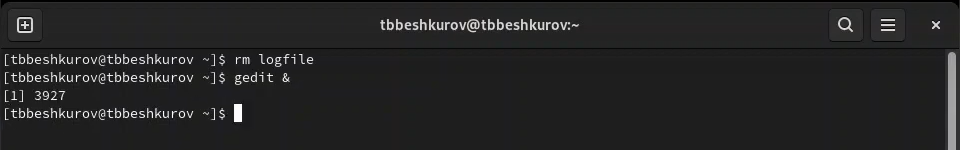 tbbeshkurov@tbbeshkurov:~
[tbbeshkurov@tbbeshkurov ~]$ rm logfile
[tbbeshkurov@tbbeshkurov ~]$ gedit &
[1] 3927
[tbbeshkurov@tbbeshkurov ~]$